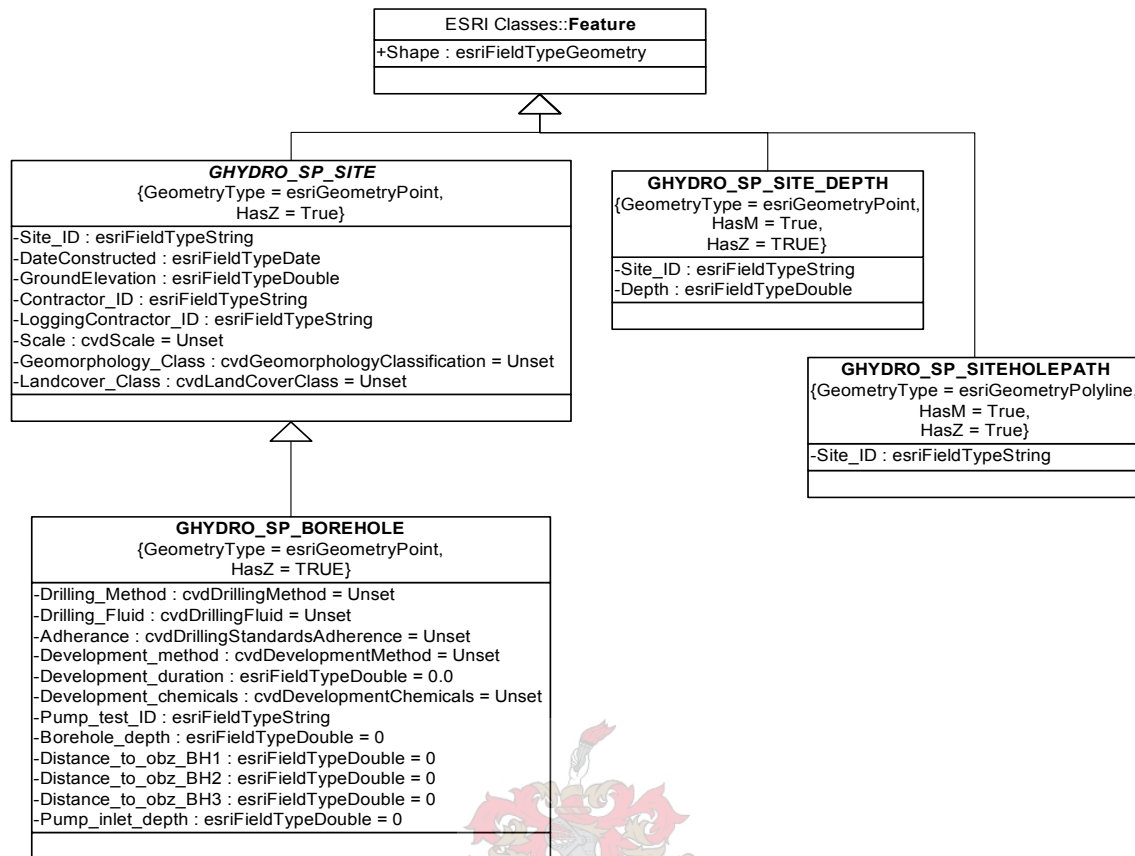 ESRI Classes::Feature
+Shape : esriFieldTypeGeometry
GHYDRO_SP_SITE
{GeometryType = esriGeometryPoint,
HasZ = True}
-Site_ID : esriFieldTypeString
-DateConstructed : esriFieldTypeDate
-GroundElevation : esriFieldTypeDouble
-Contractor_ID : esriFieldTypeString
-LoggingContractor_ID : esriFieldTypeString
-Scale : cvdScale = Unset
-Geomorphology_Class : cvdGeomorphologyClassification = Unset
-Landcover_Class : cvdLandCoverClass = Unset
GHYDRO_SP_SITE_DEPTH
{GeometryType = esriGeometryPoint,
HasM = True,
HasZ = TRUE}
-Site_ID : esriFieldTypeString
-Depth : esriFieldTypeDouble
GHYDRO_SP_SITEHOLEPATH
{GeometryType = esriGeometryPolyline,
HasM = True,
HasZ = True}
-Site_ID : esriFieldTypeString
GHYDRO_SP_BOREHOLE
{GeometryType = esriGeometryPoint,
HasZ = TRUE}
-Drilling_Method : cvdDrillingMethod = Unset
-Drilling_Fluid : cvdDrillingFluid = Unset
-Adherance : cvdDrillingStandardsAdherence = Unset
-Development_method : cvdDevelopmentMethod = Unset
-Development_duration : esriFieldTypeDouble = 0.0
-Development_chemicals : cvdDevelopmentChemicals = Unset
-Pump_test_ID : esriFieldTypeString
-Borehole_depth : esriFieldTypeDouble = 0
-Distance_to_obz_BH1 : esriFieldTypeDouble = 0
-Distance_to_obz_BH2 : esriFieldTypeDouble = 0
-Distance_to_obz_BH3 : esriFieldTypeDouble = 0
-Pump_inlet_depth : esriFieldTypeDouble = 0